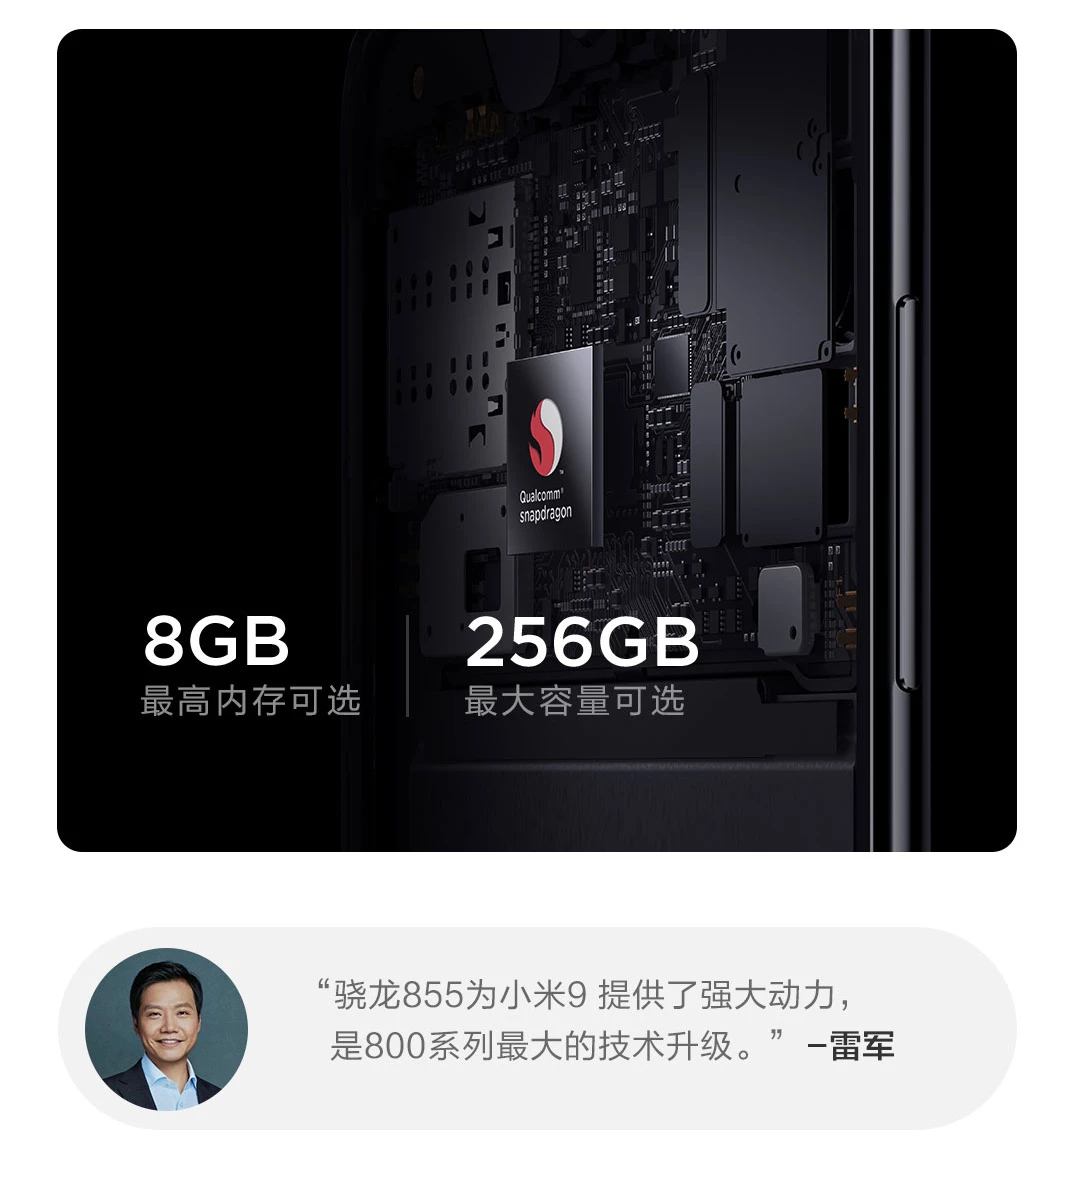 Qualcomm®
snapdragon
8GB
最高内存可选
256GB
最大容量可选
“骁龙855为小米9 提供了强大动力，
是800系列最大的技术升级。” –雷军